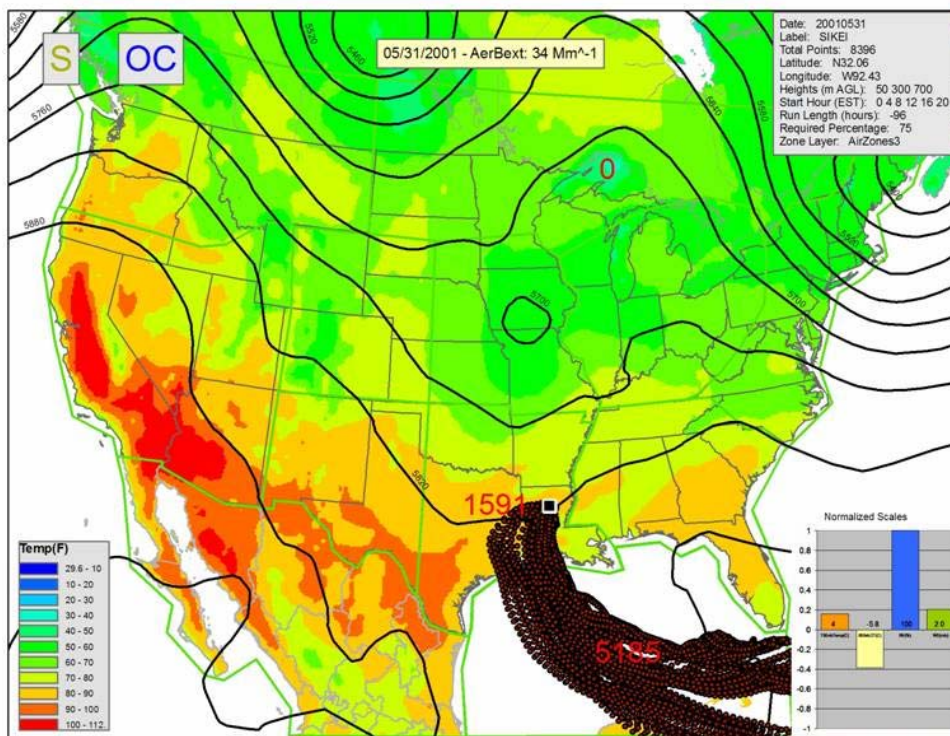 S
OC
05/31/2001 - AerBext: 34 Mm^-1
Date: 20010531
Label: SIKEI
Total Points: 8396
Latitude: N32.06
Longitude: W92.43
Heights (m AGL): 50 300 700
Start Hour (EST): 0 4 8 12 16 20
Run Length (hours): -96
Required Percentage: 75
Zone Layer: AirZones3
5580
5520
5460
5760
5640
5580
5880
5520
0
5700
5700
5820
1591
5185
Temp(F)
29.6 - 10
10 - 20
20 - 30
30 - 40
40 - 50
50 - 60
60 - 70
70 - 80
80 - 90
90 - 100
100 - 112
Normalized Scales
1
0.8
0.6
0.4
0.2
0
-0.2
-0.4
-0.6
-0.8
-1
4
-3.8
100
2.0